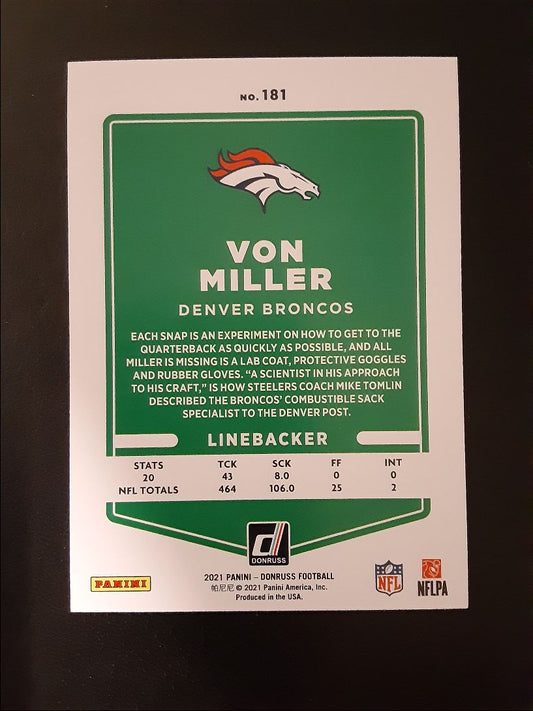 NO. 181
VON
MILLER
DENVER BRONCOS
EACH SNAP IS AN EXPERIMENT ON HOW TO GET TO THE
QUARTERBACK AS QUICKLY AS POSSIBLE, AND ALL
MILLER IS MISSING IS A LAB COAT, PROTECTIVE GOGGLES
AND RUBBER GLOVES. “A SCIENTIST IN HIS APPROACH
TO HIS CRAFT,” IS HOW STEELERS COACH MIKE TOMLIN
DESCRIBED THE BRONCOS’ COMBUSTIBLE SACK
SPECIALIST TO THE DENVER POST.
LINEBACKER
STATS TCK SCK FF INT
20 43 8.0 0 0
NFL TOTALS 464 106.0 25 2
d
DONRUSS
2021 PANINI – DONRUSS FOOTBALL
帕尼尼 © 2021 Panini America, Inc.
Produced in the USA.
PANINI
NFL
NFLPA